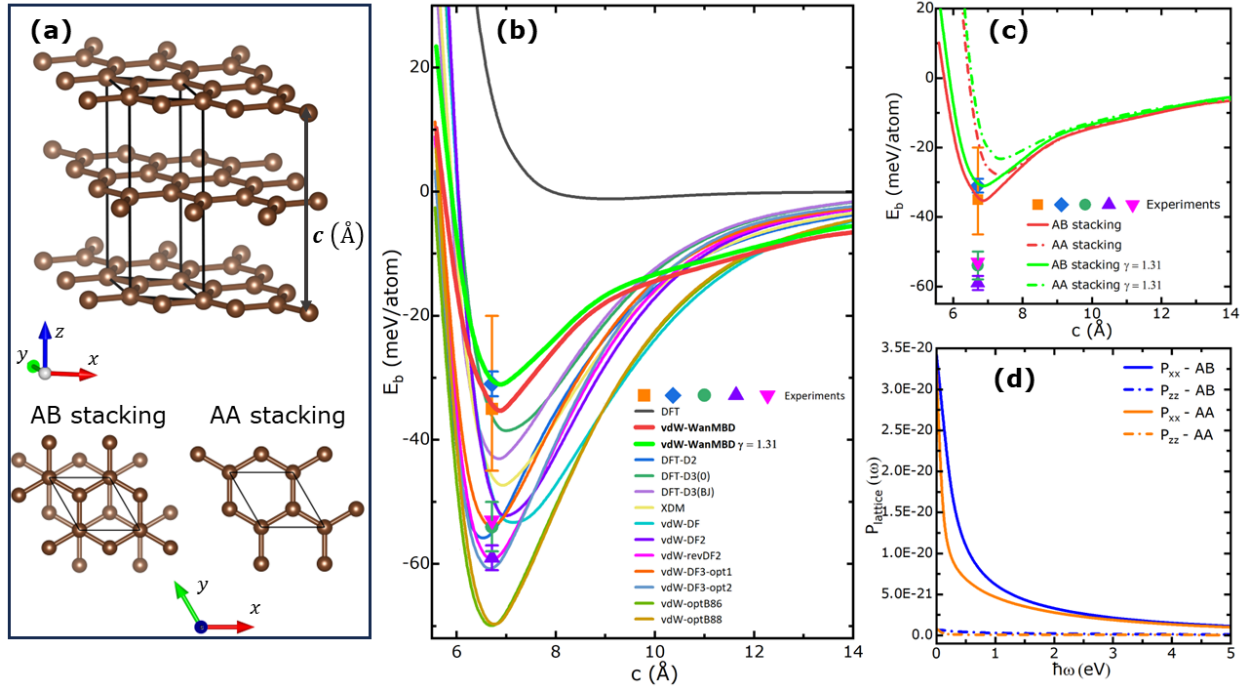 (a)
c (Å)
z
y
x
AB stacking
AA stacking
y
x
(b)
30
20
0
-20
-40
-60
E_b (meV/atom)
6
8
10
12
14
c (Å)
Experiments
DFT
vdW-WanMBD
vdW-WanMBD γ = 1.31
DFT-D2
DFT-D3(0)
DFT-D3(BJ)
XDM
vdW-DF
vdW-DF2
vdW-revDF2
vdW-DF3-opt1
vdW-DF3-opt2
vdW-optB86
vdW-optB88
(c)
20
0
-20
-40
-60
E_b (meV/atom)
6
8
10
12
14
c (Å)
Experiments
AB stacking
AA stacking
AB stacking γ = 1.31
AA stacking γ = 1.31
(d)
3.5E-20
3.0E-20
2.5E-20
2.0E-20
1.5E-20
1.0E-20
5.0E-21
0.0
P_lattice (ιω)
0
1
2
3
4
5
ħω (eV)
P_xx - AB
P_zz - AB
P_xx - AA
P_zz - AA